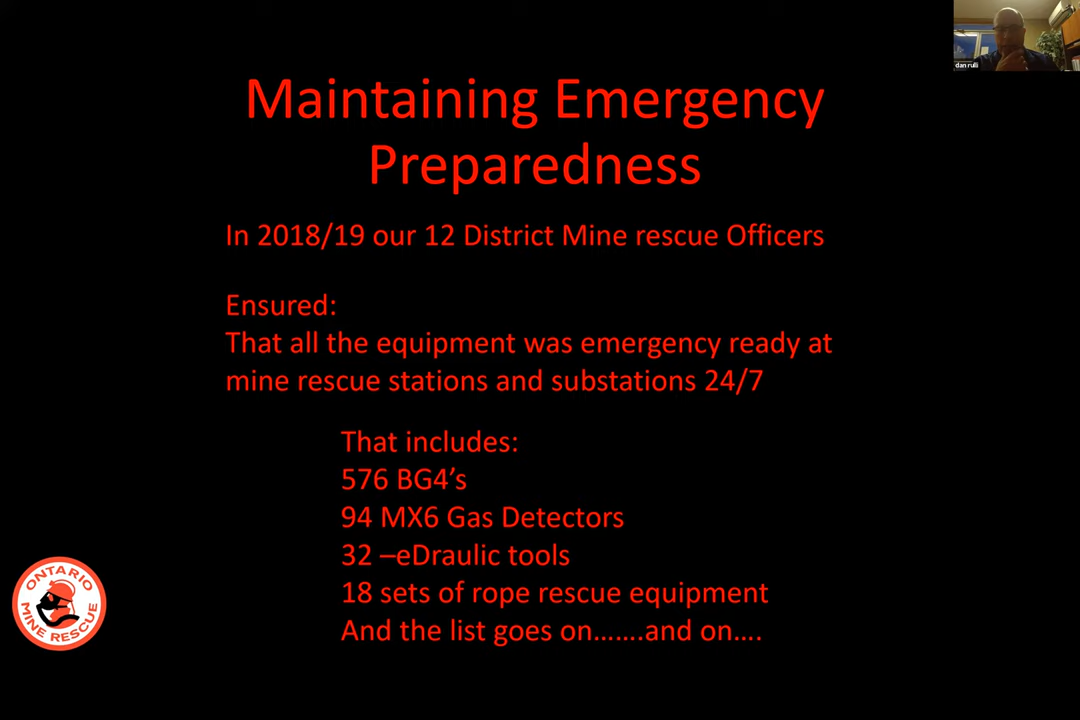 dan rulli
Maintaining Emergency
Preparedness
In 2018/19 our 12 District Mine rescue Officers
Ensured:
That all the equipment was emergency ready at
mine rescue stations and substations 24/7
That includes:
576 BG4’s
94 MX6 Gas Detectors
32 –eDraulic tools
18 sets of rope rescue equipment
And the list goes on…….and on….
ONTARIO
MINE RESCUE